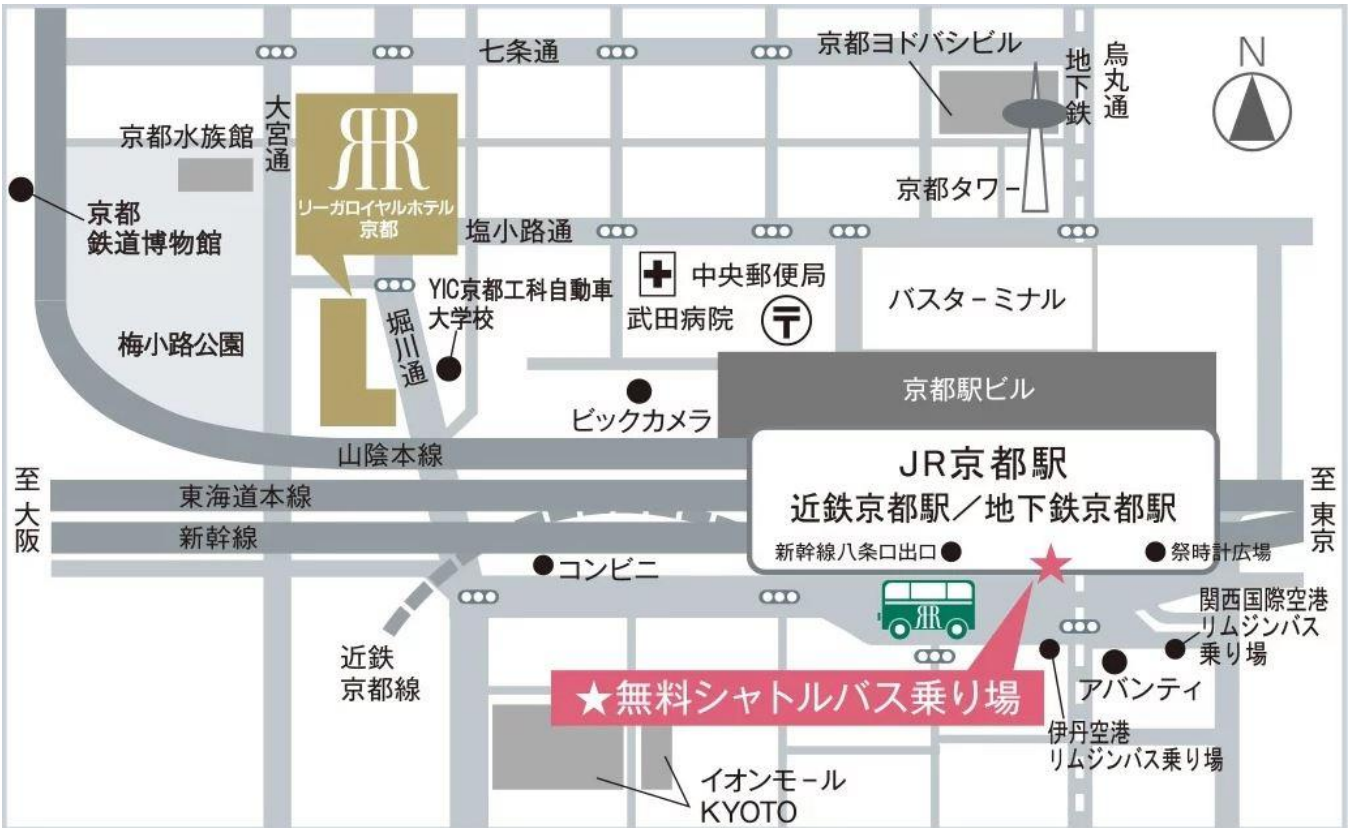 七条通
京都ヨドバシビル
地下鉄
烏丸通
N
大宮通
京都水族館
RR
リーガロイヤルホテル
京都
京都タワー
京都
鉄道博物館
塩小路通
中央郵便局
武田病院
〒
バスターミナル
YIC京都工科自動車
大学校
堀川通
梅小路公園
京都駅ビル
ビックカメラ
山陰本線
JR京都駅
近鉄京都駅/地下鉄京都駅
新幹線八条口出口
祭時計広場
至大阪
東海道本線
新幹線
至東京
コンビニ
RR
関西国際空港
リムジンバス
乗り場
近鉄
京都線
★無料シャトルバス乗り場
アバンティ
伊丹空港
リムジンバス乗り場
イオンモール
KYOTO